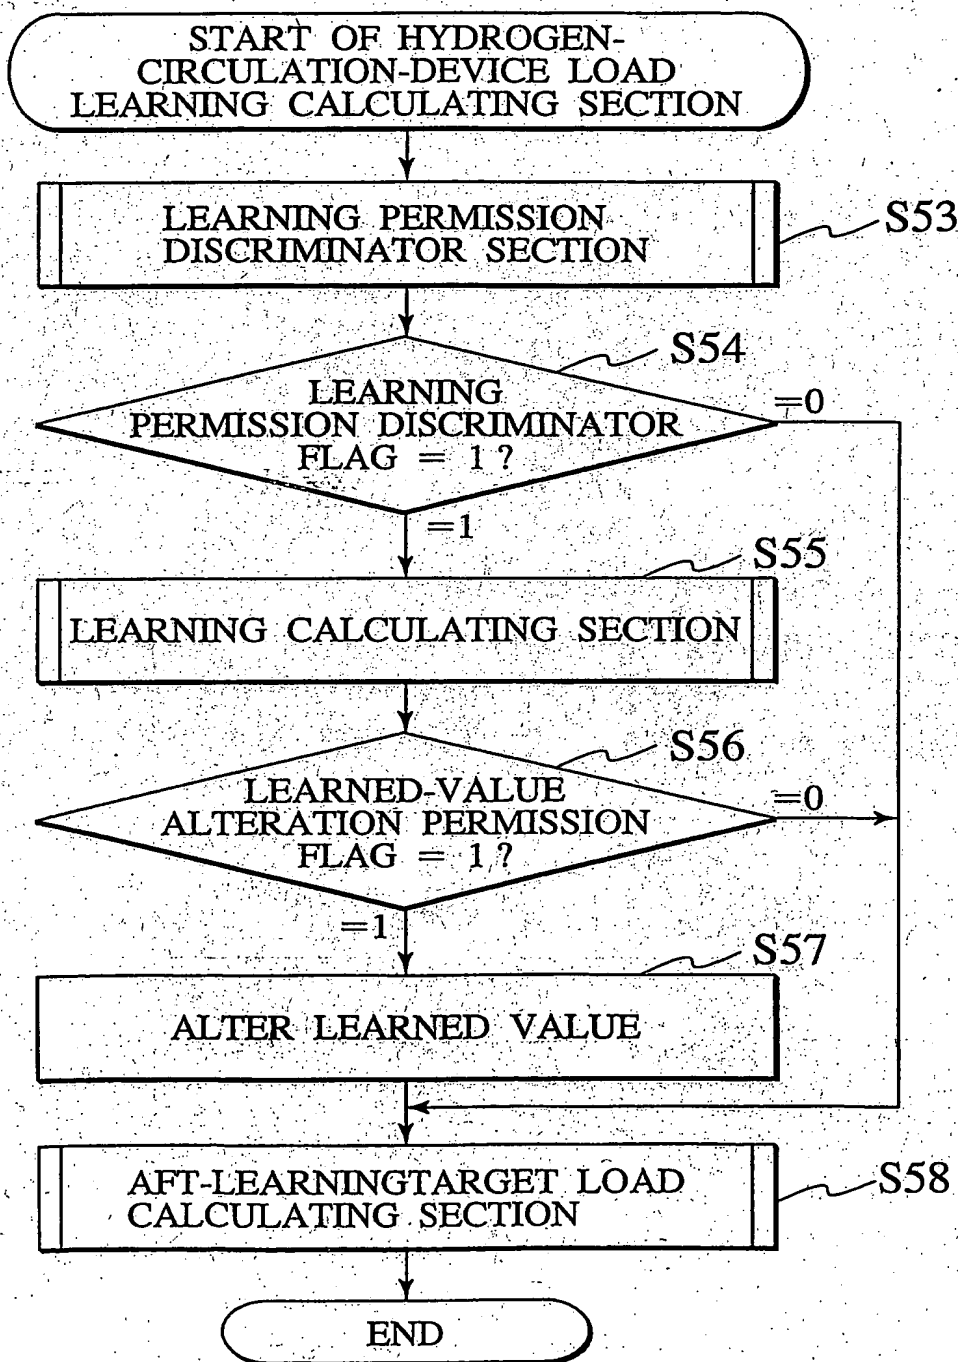 START OF HYDROGEN-
CIRCULATION-DEVICE LOAD
LEARNING CALCULATING SECTION
LEARNING PERMISSION
DISCRIMINATOR SECTION
S53
S54
LEARNING
PERMISSION DISCRIMINATOR
FLAG = 1 ?
=0
=1
S55
LEARNING CALCULATING SECTION
S56
LEARNED-VALUE
ALTERATION PERMISSION
FLAG = 1 ?
=0
=1
S57
ALTER LEARNED VALUE
AFT-LEARNINGTARGET LOAD
CALCULATING SECTION
S58
END